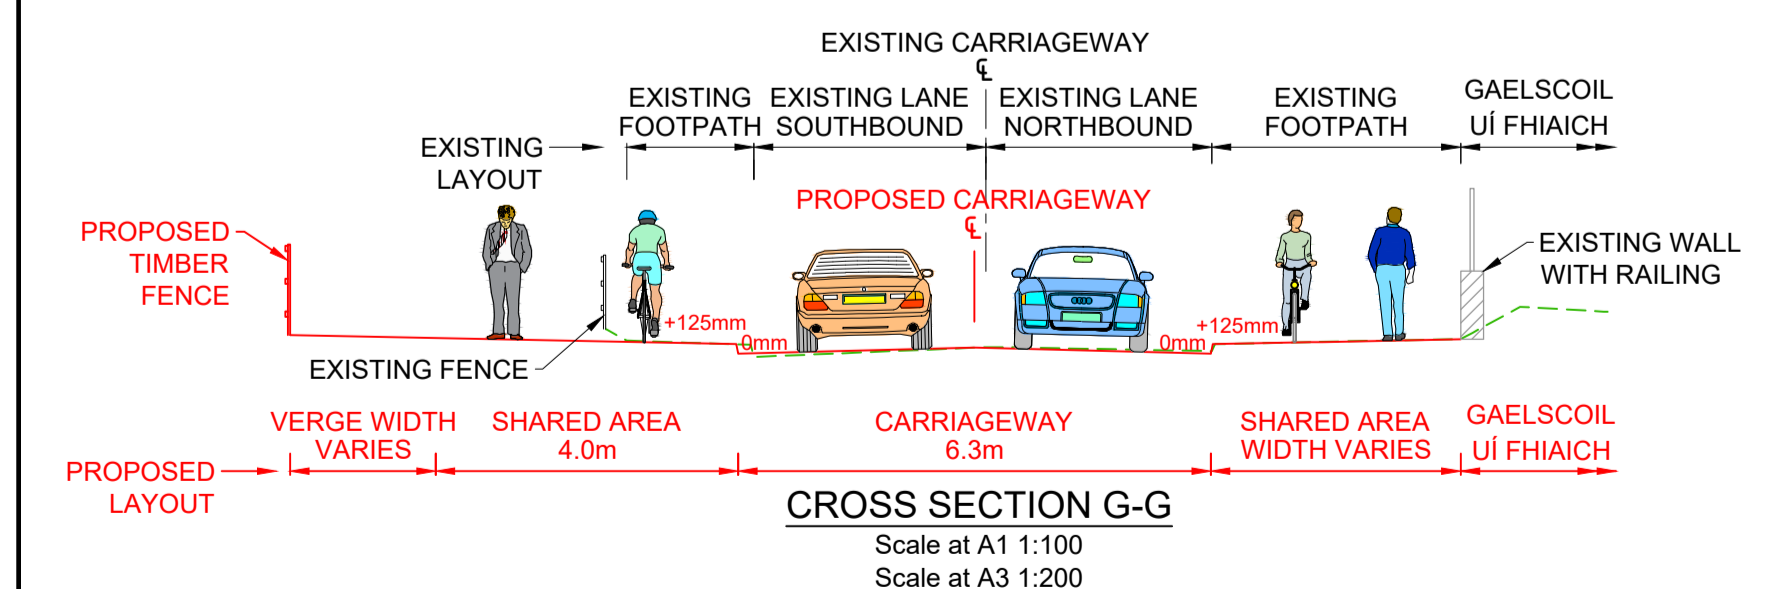 EXISTING CARRIAGEWAY
℄
EXISTING
FOOTPATH
EXISTING LANE
SOUTHBOUND
EXISTING LANE
NORTHBOUND
EXISTING
FOOTPATH
GAELSCOIL
UÍ FHIAICH
EXISTING
LAYOUT
PROPOSED CARRIAGEWAY
℄
PROPOSED
TIMBER
FENCE
EXISTING WALL
WITH RAILING
+125mm
0mm
+125mm
0mm
EXISTING FENCE
VERGE WIDTH
VARIES
SHARED AREA
4.0m
CARRIAGEWAY
6.3m
SHARED AREA
WIDTH VARIES
GAELSCOIL
UÍ FHIAICH
PROPOSED
LAYOUT
CROSS SECTION G-G
Scale at A1 1:100
Scale at A3 1:200